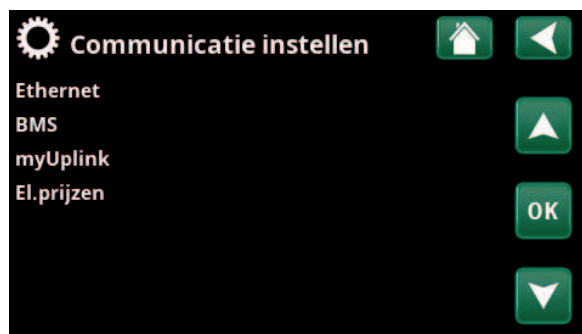 Communicatie instellen
Ethernet
BMS
myUplink
El.prijzen
OK